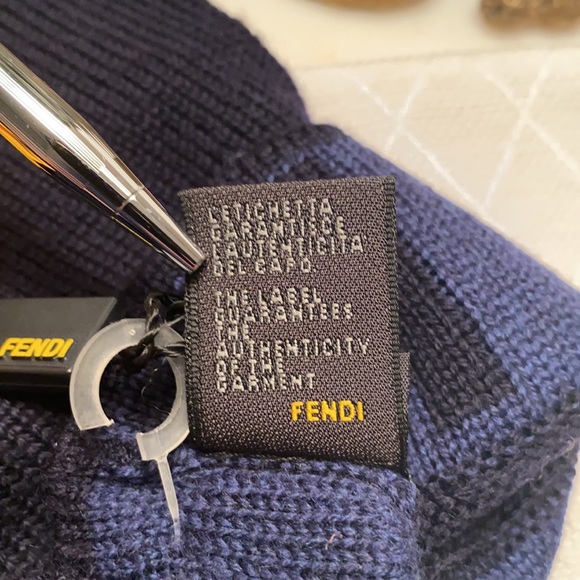 L'ETICHETTA
GARANTISCE
L'AUTENTICITA
DEL CAPO.
THE LABEL
GUARANTEES
THE
AUTHENTICITY
OF THE
GARMENT
FENDI
FENDI